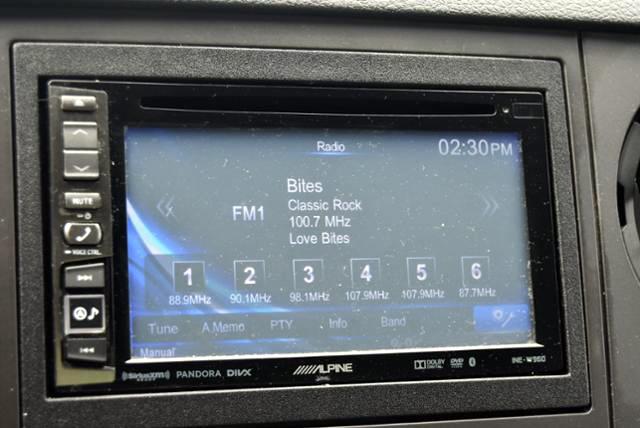 Radio
02:30PM
Bites
Classic Rock
FM1
100.7 MHz
Love Bites
1 2 3 4 5 6
88.9MHz 90.1MHz 98.1MHz 107.9MHz 107.9MHz 87.7MHz
Tune A.Memo PTY Info Band
Manual
MUTE
VOICE CTRL
SiriusXM PANDORA DIVX ALPINE DOLBY DIGITAL DVD INE-W960